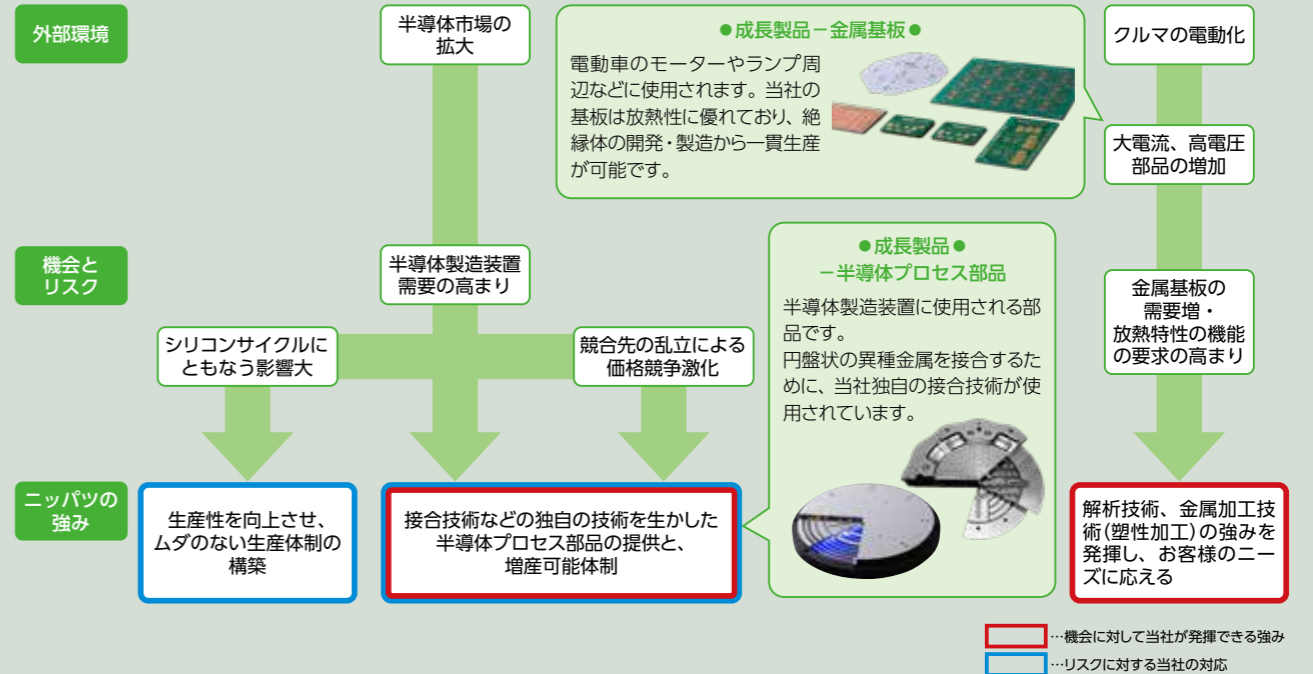 外部環境
半導体市場の
拡大
●成長製品－金属基板●
電動車のモーターやランプ周
辺などに使用されます。当社の
基板は放熱性に優れており、絶
縁体の開発・製造から一貫生産
が可能です。
クルマの電動化
大電流、高電圧
部品の増加
機会と
リスク
半導体製造装置
需要の高まり
シリコンサイクルに
ともなう影響大
競合先の乱立による
価格競争激化
●成長製品●
－半導体プロセス部品
半導体製造装置に使用される部
品です。
円盤状の異種金属を接合するた
めに、当社独自の接合技術が使
用されています。
金属基板の
需要増・
放熱特性の機能
の要求の高まり
ニッパツの
強み
生産性を向上させ、
ムダのない生産体制の
構築
接合技術などの独自の技術を生かした
半導体プロセス部品の提供と、
増産可能体制
解析技術、金属加工技
術(塑性加工)の強みを
発揮し、お客様のニー
ズに応える
…機会に対して当社が発揮できる強み
…リスクに対する当社の対応